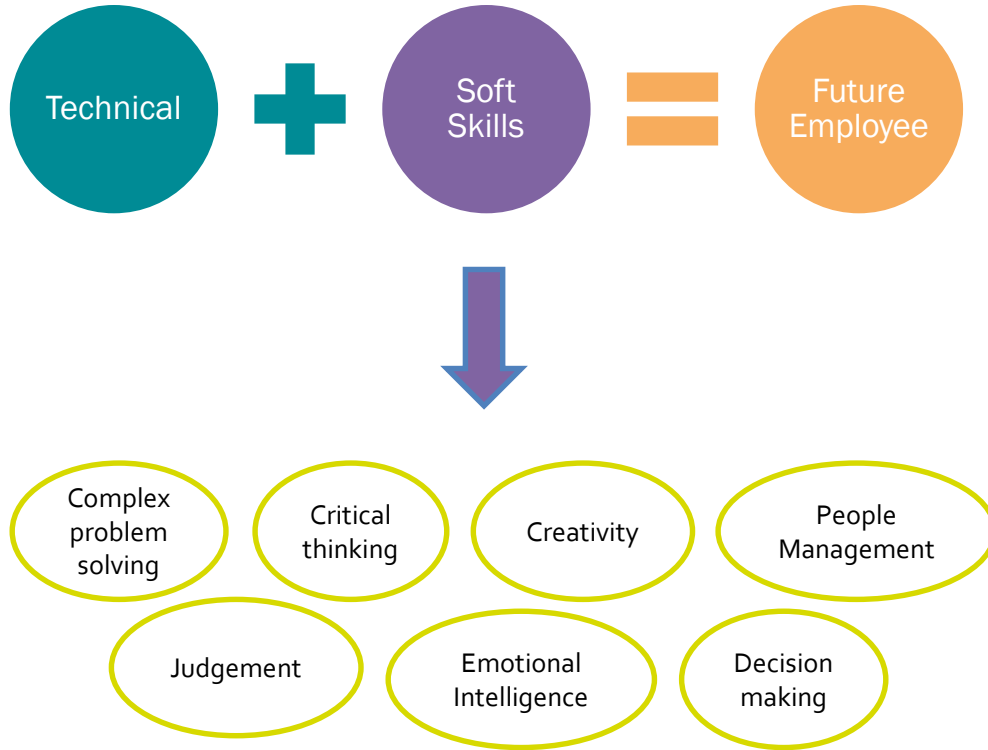 Technical
Soft
Skills
Future
Employee
Complex
problem
solving
Critical
thinking
Creativity
People
Management
Judgement
Emotional
Intelligence
Decision
making